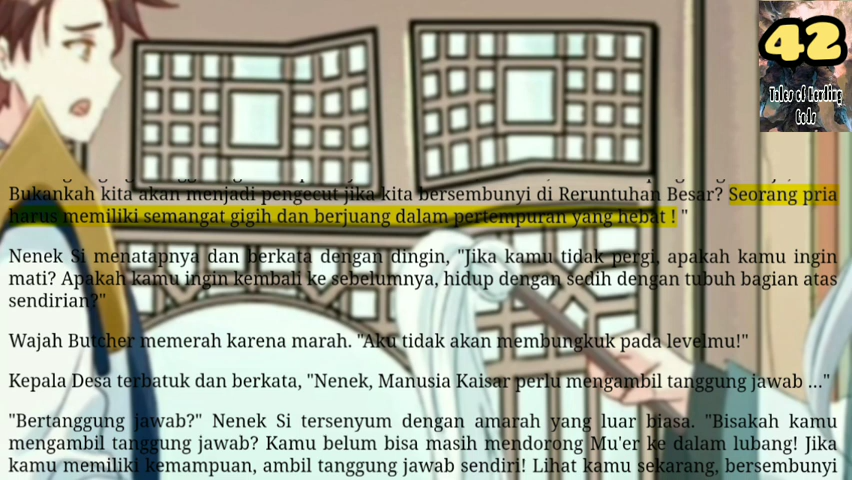 42
Tales of Herding
Gods
Bukankah kita akan menjadi pengecut jika kita bersembunyi di Reruntuhan Besar? Seorang pria
harus memiliki semangat gigih dan berjuang dalam pertempuran yang hebat ! "
Nenek Si menatapnya dan berkata dengan dingin, "Jika kamu tidak pergi, apakah kamu ingin
mati? Apakah kamu ingin kembali ke sebelumnya, hidup dengan sedih dengan tubuh bagian atas
sendirian?"
Wajah Butcher memerah karena marah. "Aku tidak akan membungkuk pada levelmu!"
Kepala Desa terbatuk dan berkata, "Nenek, Manusia Kaisar perlu mengambil tanggung jawab ..."
"Bertanggung jawab?" Nenek Si tersenyum dengan amarah yang luar biasa. "Bisakah kamu
mengambil tanggung jawab? Kamu belum bisa masih mendorong Mu'er ke dalam lubang! Jika
kamu memiliki kemampuan, ambil tanggung jawab sendiri! Lihat kamu sekarang, bersembunyi